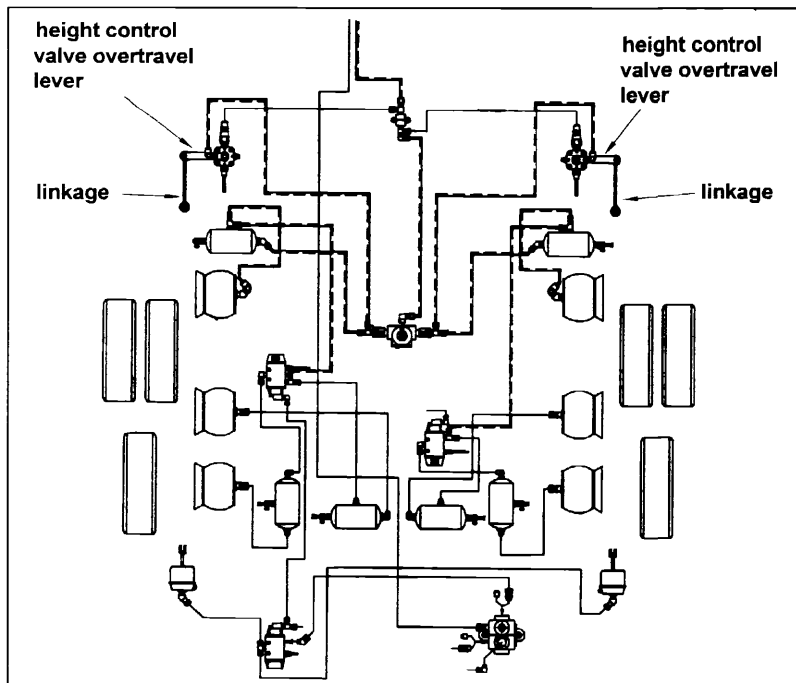 height control
valve overtravel
lever
linkage
height control
valve overtravel
lever
linkage